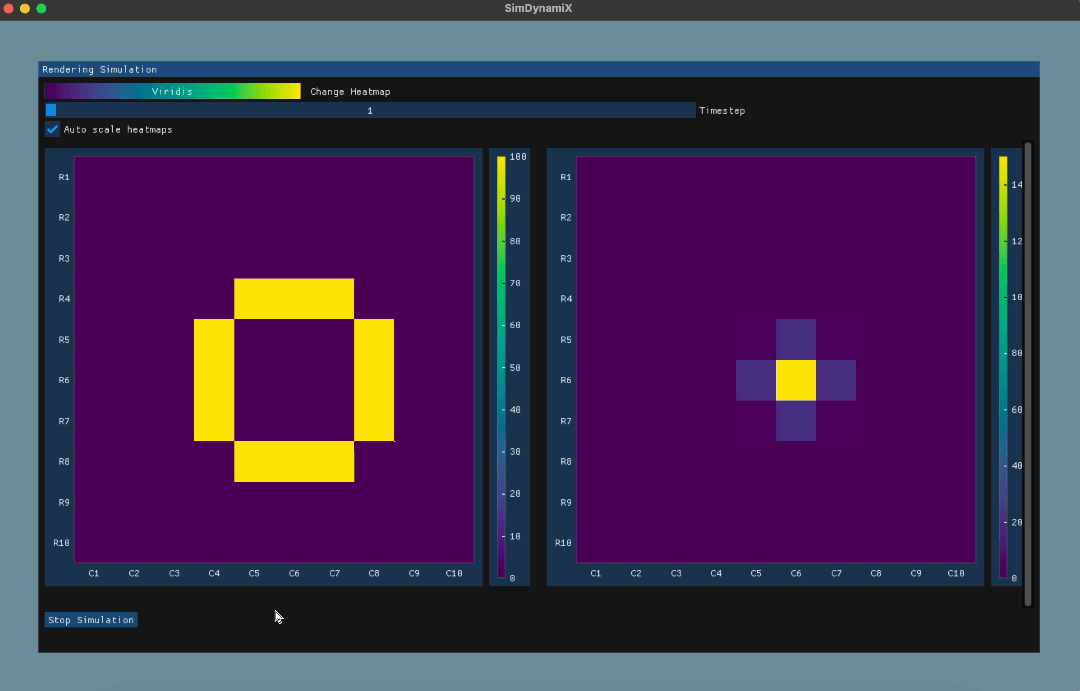 SimDynamiX
Rendering Simulation
Viridis Change Heatmap
1 Timestep
Auto scale heatmaps
R1
R2
R3
R4
R5
R6
R7
R8
R9
R10
C1 C2 C3 C4 C5 C6 C7 C8 C9 C10
100
90
80
70
60
50
40
30
20
10
0
R1
R2
R3
R4
R5
R6
R7
R8
R9
R10
C1 C2 C3 C4 C5 C6 C7 C8 C9 C10
14
12
10
80
60
40
20
0
Stop Simulation